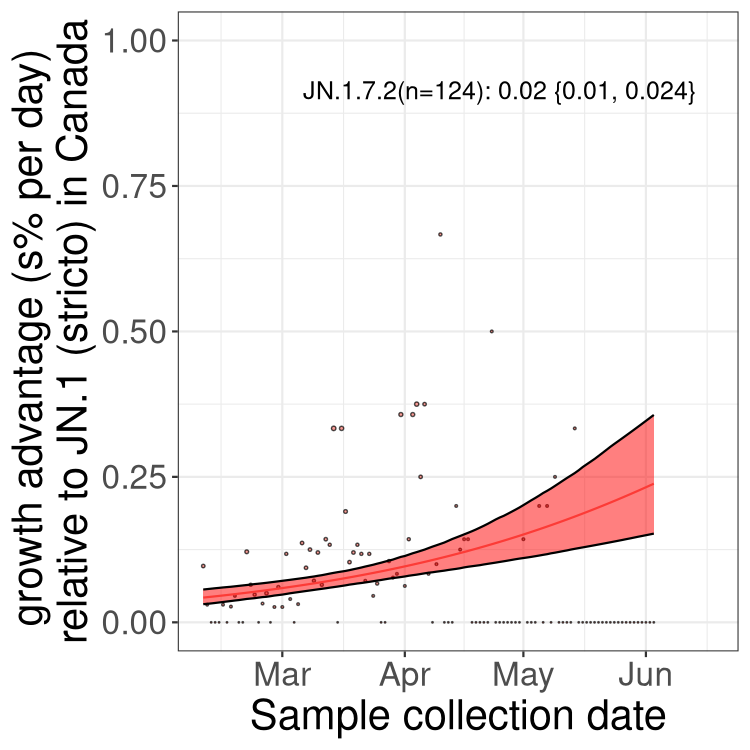 growth advantage (s% per day)
relative to JN.1 (stricto) in Canada
1.00
JN.1.7.2(n=124): 0.02 {0.01, 0.024}
0.75
0.50
0.25
0.00
Mar Apr May Jun
Sample collection date